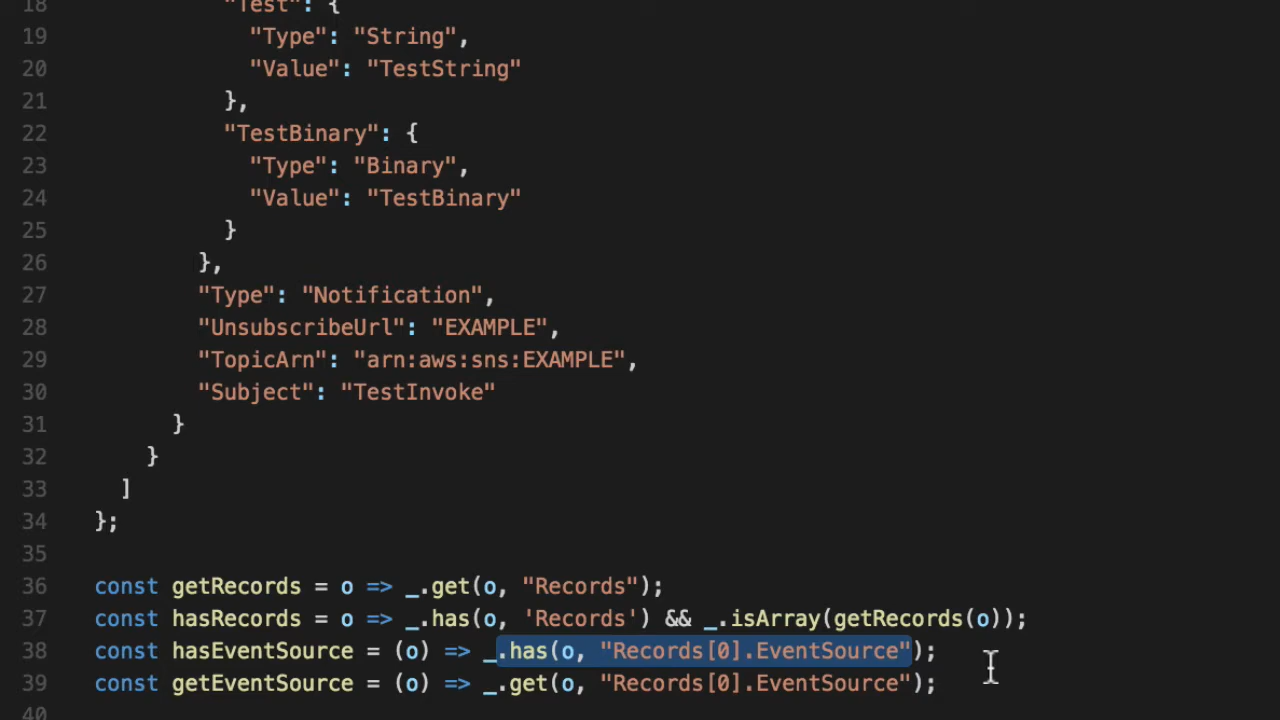 18 "Test": {
19 "Type": "String",
20 "Value": "TestString"
21 },
22 "TestBinary": {
23 "Type": "Binary",
24 "Value": "TestBinary"
25 }
26 },
27 "Type": "Notification",
28 "UnsubscribeUrl": "EXAMPLE",
29 "TopicArn": "arn:aws:sns:EXAMPLE",
30 "Subject": "TestInvoke"
31 }
32 }
33 ]
34 };
35
36 const getRecords = o => _.get(o, "Records");
37 const hasRecords = o => _.has(o, 'Records') && _.isArray(getRecords(o));
38 const hasEventSource = (o) => _.has(o, "Records[0].EventSource");
39 const getEventSource = (o) => _.get(o, "Records[0].EventSource");
40